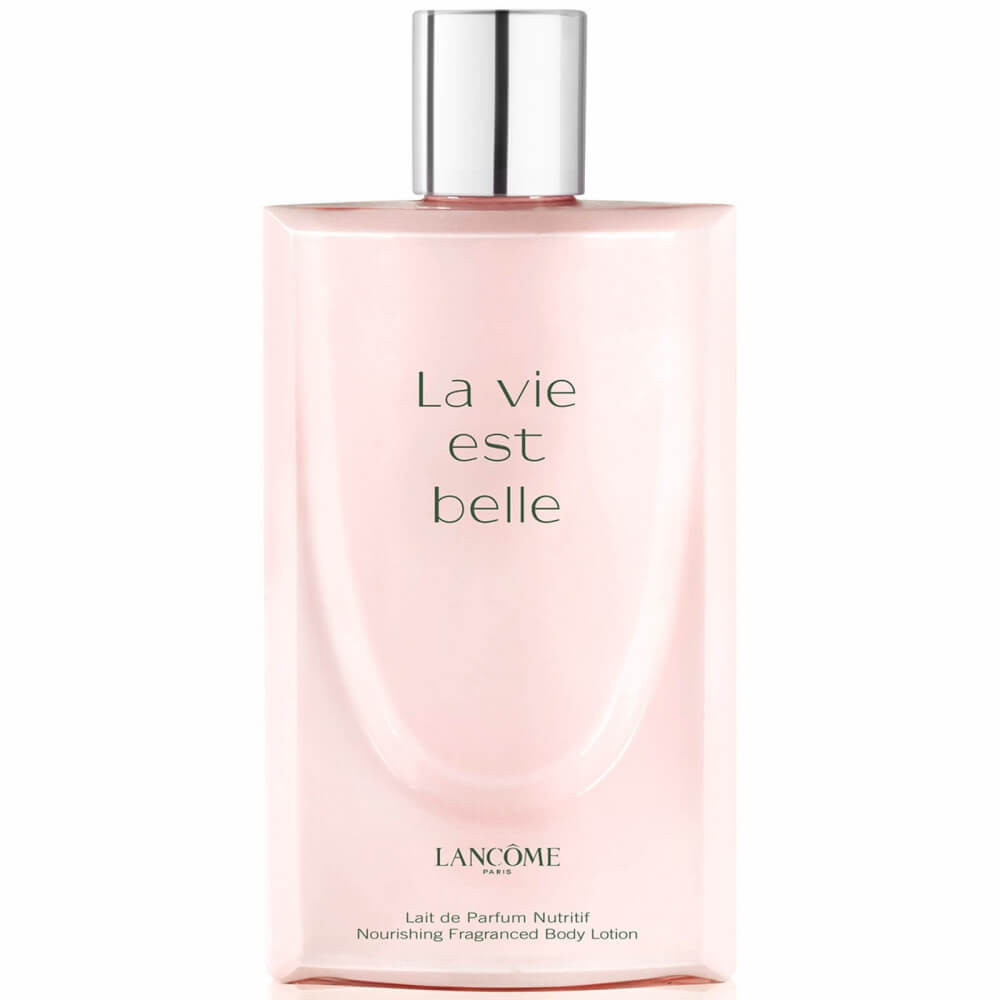 La vie
est
belle
LANCÔME
PARIS
Lait de Parfum Nutritif
Nourishing Fragranced Body Lotion